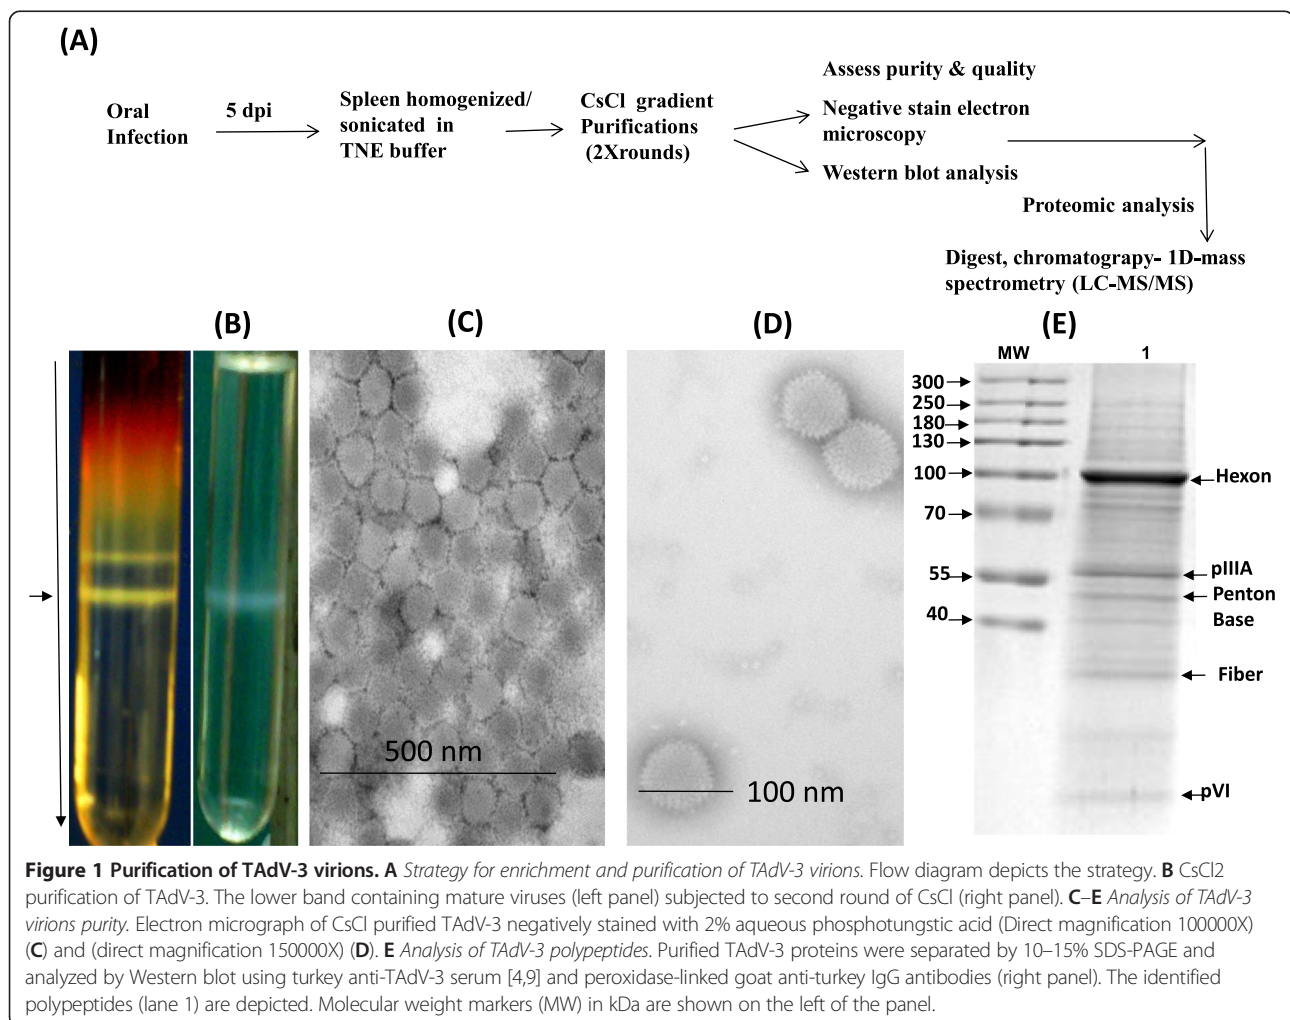 (A)
Oral
Infection
5 dpi
Spleen homogenized/
sonicated in
TNE buffer
CsCl gradient
Purifications
(2Xrounds)
Assess purity & quality
Negative stain electron
microscopy
Western blot analysis
Proteomic analysis
Digest, chromatograpy- 1D-mass
spectrometry (LC-MS/MS)
(B)
(C)
(D)
(E)
500 nm
100 nm
MW
1
300
250
180
130
100
70
55
40
Hexon
pIIIA
Penton
Base
Fiber
pVI
Figure 1 Purification of TAdV-3 virions. A Strategy for enrichment and purification of TAdV-3 virions. Flow diagram depicts the strategy. B CsCl2
purification of TAdV-3. The lower band containing mature viruses (left panel) subjected to second round of CsCl (right panel). C–E Analysis of TAdV-3
virions purity. Electron micrograph of CsCl purified TAdV-3 negatively stained with 2% aqueous phosphotungstic acid (Direct magnification 100000X)
(C) and (direct magnification 150000X) (D). E Analysis of TAdV-3 polypeptides. Purified TAdV-3 proteins were separated by 10–15% SDS-PAGE and
analyzed by Western blot using turkey anti-TAdV-3 serum [4,9] and peroxidase-linked goat anti-turkey IgG antibodies (right panel). The identified
polypeptides (lane 1) are depicted. Molecular weight markers (MW) in kDa are shown on the left of the panel.